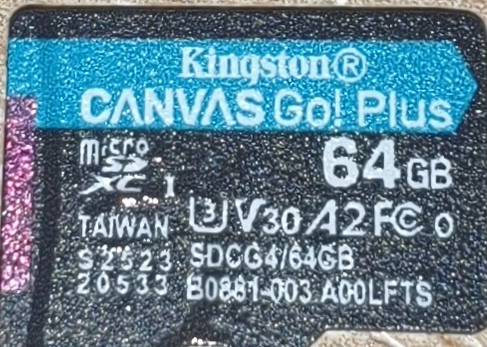 Kingston®
CANVAS Go! Plus
micro SD XC I
64GB
TAIWAN
U3 V30 A2 FC
S2523 SDCG4/64GB
20533 B0881-003 A00LFTS